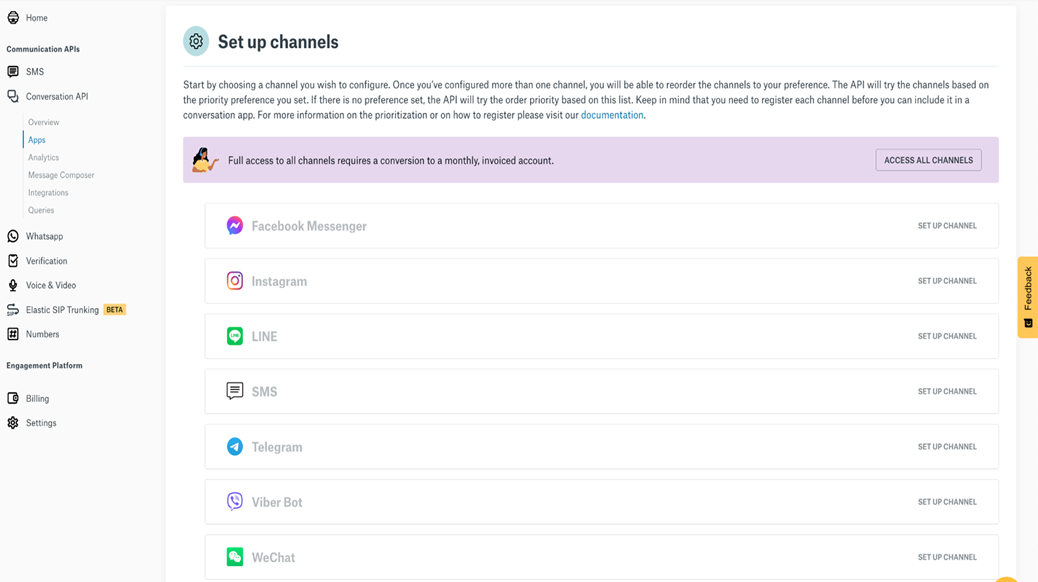 Home
Communication APIs
SMS
Conversation API
Overview
Apps
Analytics
Message Composer
Integrations
Queries
Whatsapp
Verification
Voice & Video
Elastic SIP Trunking BETA
Numbers
Engagement Platform
Billing
Settings
Set up channels
Start by choosing a channel you wish to configure. Once you've configured more than one channel, you will be able to reorder the channels to your preference. The API will try the channels based on
the priority preference you set. If there is no preference set, the API will try the order priority based on this list. Keep in mind that you need to register each channel before you can include it in a
conversation app. For more information on the prioritization or on how to register please visit our documentation.
Full access to all channels requires a conversion to a monthly, invoiced account. ACCESS ALL CHANNELS
Facebook Messenger SET UP CHANNEL
Instagram SET UP CHANNEL
LINE SET UP CHANNEL
SMS SET UP CHANNEL
Telegram SET UP CHANNEL
Viber Bot SET UP CHANNEL
WeChat SET UP CHANNEL
Feedback